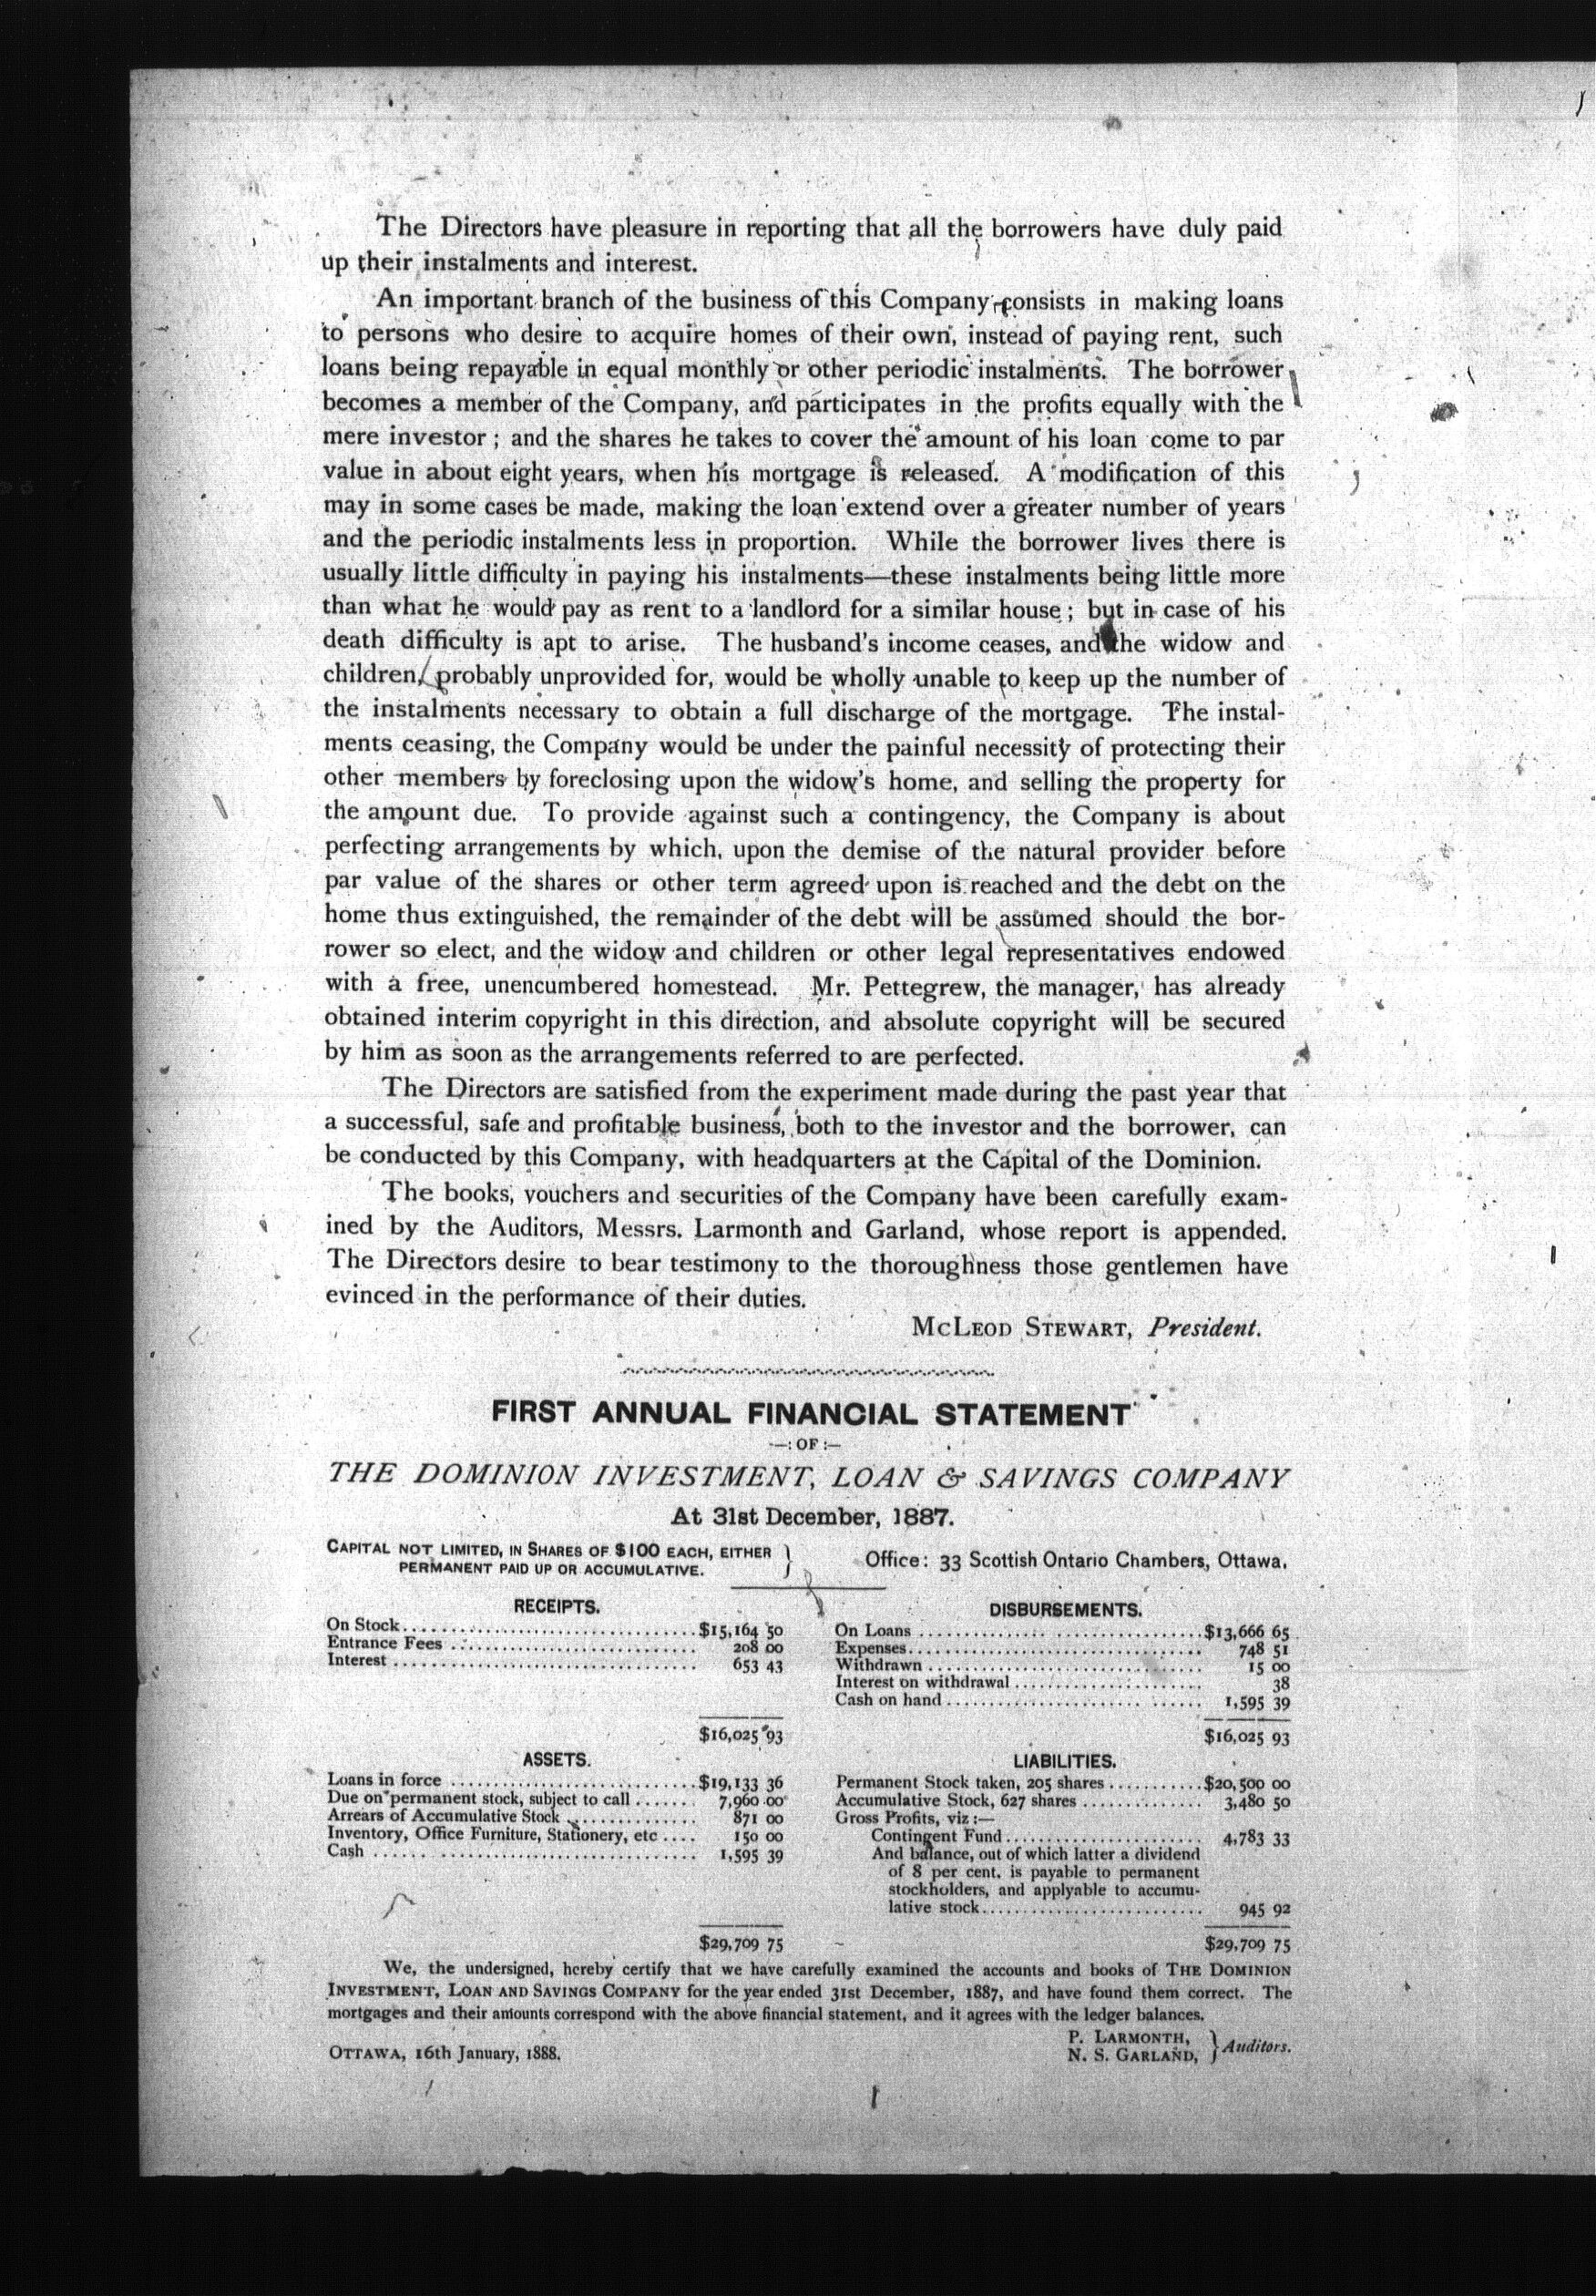 The Directors have pleasure in reporting that all the borrowers have duly paid
up their instalments and interest.
An important branch of the business of this Company consists in making loans
to persons who desire to acquire homes of their own, instead of paying rent, such
loans being repayable in equal monthly or other periodic instalments. The borrower
becomes a member of the Company, and participates in the profits equally with the
mere investor ; and the shares he takes to cover the amount of his loan come to par
value in about eight years, when his mortgage is released. A modification of this
may in some cases be made, making the loan extend over a greater number of years
and the periodic instalments less in proportion. While the borrower lives there is
usually little difficulty in paying his instalments—these instalments being little more
than what he would pay as rent to a landlord for a similar house ; but in case of his
death difficulty is apt to arise. The husband's income ceases, and the widow and
children, probably unprovided for, would be wholly unable to keep up the number of
the instalments necessary to obtain a full discharge of the mortgage. The instal-
ments ceasing, the Company would be under the painful necessity of protecting their
other members by foreclosing upon the widow's home, and selling the property for
the amount due. To provide against such a contingency, the Company is about
perfecting arrangements by which, upon the demise of the natural provider before
par value of the shares or other term agreed upon is reached and the debt on the
home thus extinguished, the remainder of the debt will be assumed should the bor-
rower so elect, and the widow and children or other legal representatives endowed
with a free, unencumbered homestead. Mr. Pettegrew, the manager, has already
obtained interim copyright in this direction, and absolute copyright will be secured
by him as soon as the arrangements referred to are perfected.
The Directors are satisfied from the experiment made during the past year that
a successful, safe and profitable business, both to the investor and the borrower, can
be conducted by this Company, with headquarters at the Capital of the Dominion.
The books, vouchers and securities of the Company have been carefully exam-
ined by the Auditors, Messrs. Larmonth and Garland, whose report is appended.
The Directors desire to bear testimony to the thoroughness those gentlemen have
evinced in the performance of their duties.
McLEOD STEWART, President.
FIRST ANNUAL FINANCIAL STATEMENT
—: OF :—
THE DOMINION INVESTMENT, LOAN & SAVINGS COMPANY
At 31st December, 1887.
CAPITAL NOT LIMITED, IN SHARES OF $100 EACH, EITHER
PERMANENT PAID UP OR ACCUMULATIVE. }
Office: 33 Scottish Ontario Chambers, Ottawa.
RECEIPTS.
On Stock.................................$15,164 50
Entrance Fees ............................ 208 00
Interest .................................. 653 43
$16,025 93
DISBURSEMENTS.
On Loans ................................$13,666 65
Expenses................................. 748 51
Withdrawn ............................... 15 00
Interest on withdrawal .................... 38
Cash on hand ............................ 1,595 39
$16,025 93
ASSETS.
Loans in force ............................$19,133 36
Due on permanent stock, subject to call ....... 7,960 00
Arrears of Accumulative Stock ............... 871 00
Inventory, Office Furniture, Stationery, etc .... 150 00
Cash ..................................... 1,595 39
$29,709 75
LIABILITIES.
Permanent Stock taken, 205 shares ...........$20,500 00
Accumulative Stock, 627 shares .............. 3,480 50
Gross Profits, viz :—
Contingent Fund ....................... 4,783 33
And balance, out of which latter a dividend
of 8 per cent. is payable to permanent
stockholders, and applyable to accumu-
lative stock.......................... 945 92
$29,709 75
We, the undersigned, hereby certify that we have carefully examined the accounts and books of THE DOMINION
INVESTMENT, LOAN AND SAVINGS COMPANY for the year ended 31st December, 1887, and have found them correct. The
mortgages and their amounts correspond with the above financial statement, and it agrees with the ledger balances.
P. LARMONTH,
N. S. GARLAND, } Auditors.
OTTAWA, 16th January, 1888.